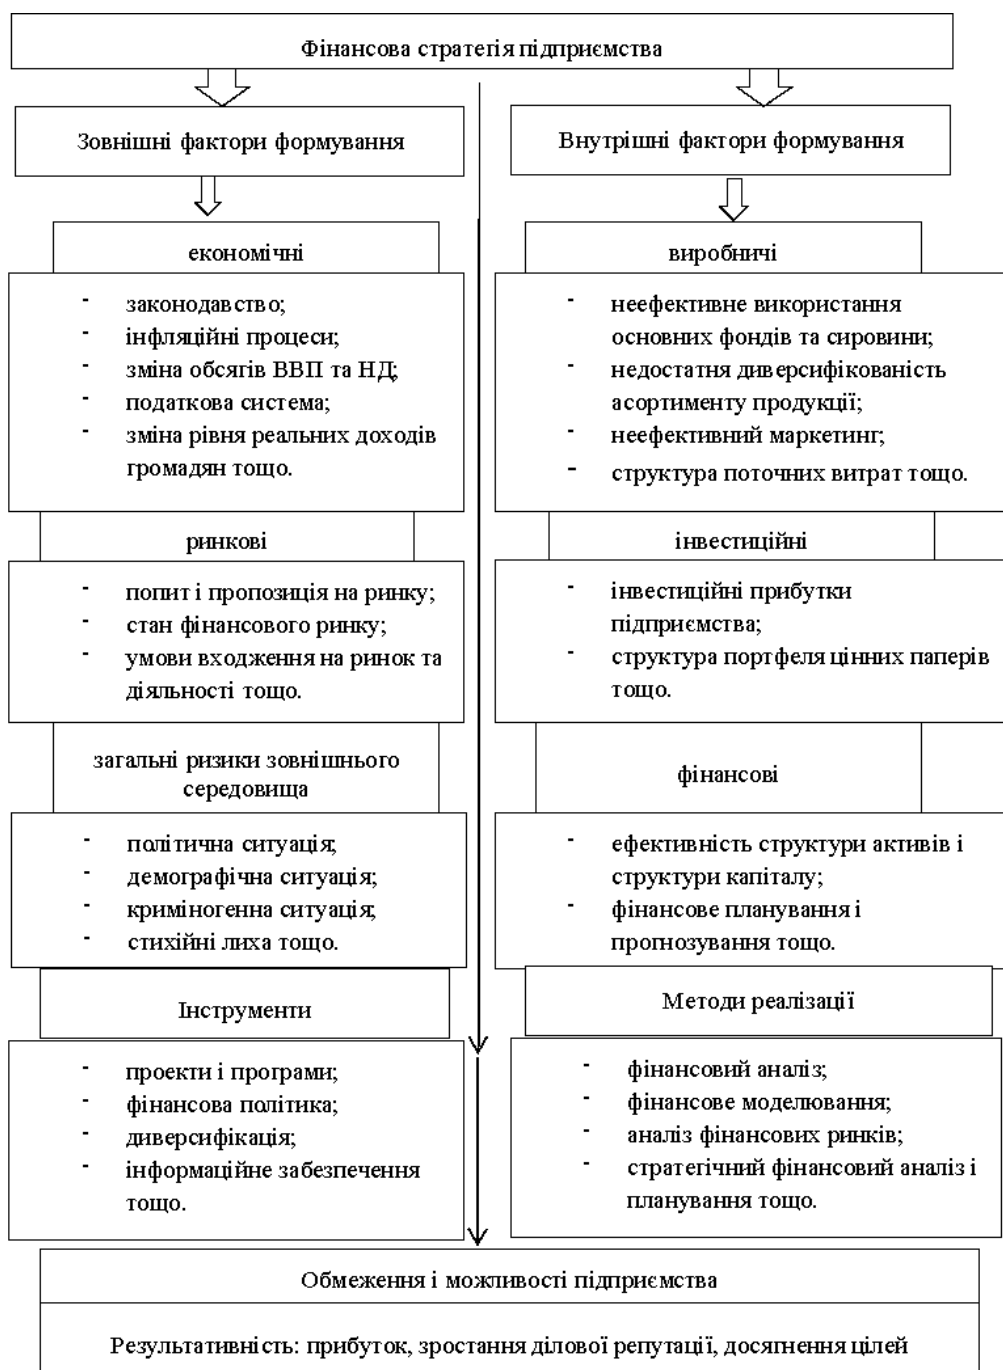 Фінансова стратегія підприємства
Зовнішні фактори формування
економічні
- законодавство;
- інфляційні процеси;
- зміна обсягів ВВП та НД;
- податкова система;
- зміна рівня реальних доходів
громадян тощо.
ринкові
- попит і пропозиція на ринку;
- стан фінансового ринку;
- умови входження на ринок та
діяльності тощо.
загальні ризики зовнішнього
середовища
- політична ситуація;
- демографічна ситуація;
- криміногенна ситуація;
- стихійні лиха тощо.
Інструменти
- проекти і програми;
- фінансова політика;
- диверсифікація;
- інформаційне забезпечення
тощо.
Внутрішні фактори формування
виробничі
- неефективне використання
основних фондів та сировини;
- недостатня диверсифікованість
асортименту продукції;
- неефективний маркетинг;
- структура поточних витрат тощо.
інвестиційні
- інвестиційні прибутки
підприємства;
- структура портфеля цінних паперів
тощо.
фінансові
- ефективність структури активів і
структури капіталу;
- фінансове планування і
прогнозування тощо.
Методи реалізації
- фінансовий аналіз;
- фінансове моделювання;
- аналіз фінансових ринків;
- стратегічний фінансовий аналіз і
планування тощо.
Обмеження і можливості підприємства
Результативність: прибуток, зростання ділової репутації, досягнення цілей